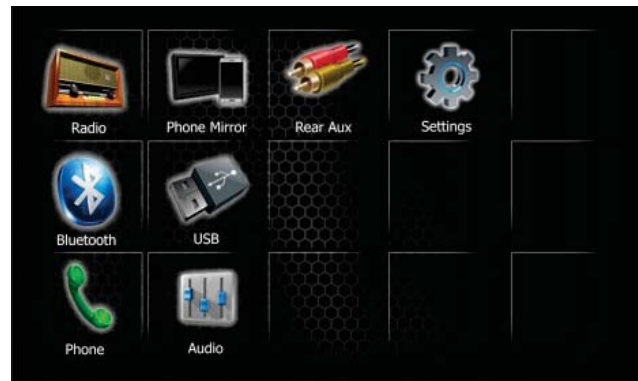 Radio
Phone Mirror
Rear Aux
Settings
Bluetooth
USB
Phone
Audio